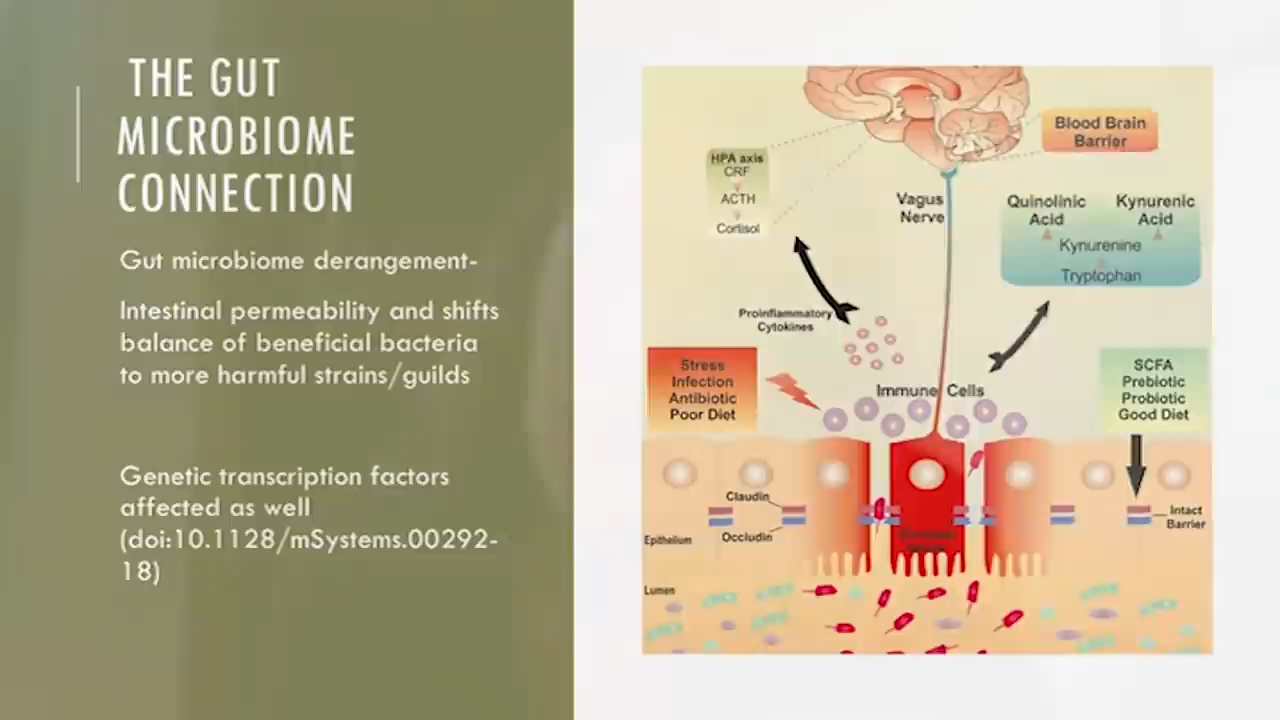 THE GUT
MICROBIOME
CONNECTION
Gut microbiome derangement-
Intestinal permeability and shifts
balance of beneficial bacteria
to more harmful strains/guilds
Genetic transcription factors
affected as well
(doi:10.1128/mSystems.00292-
18)
Blood Brain
Barrier
HPA axis
CRF
ACTH
Cortisol
Vagus
Nerve
Quinolinic
Acid
Kynurenic
Acid
Kynurenine
Tryptophan
Proinflammatory
Cytokines
Stress
Infection
Antibiotic
Poor Diet
Immune Cells
SCFA
Prebiotic
Probiotic
Good Diet
Claudin
Occludin
Intact
Barrier
Epithelium
Lumen